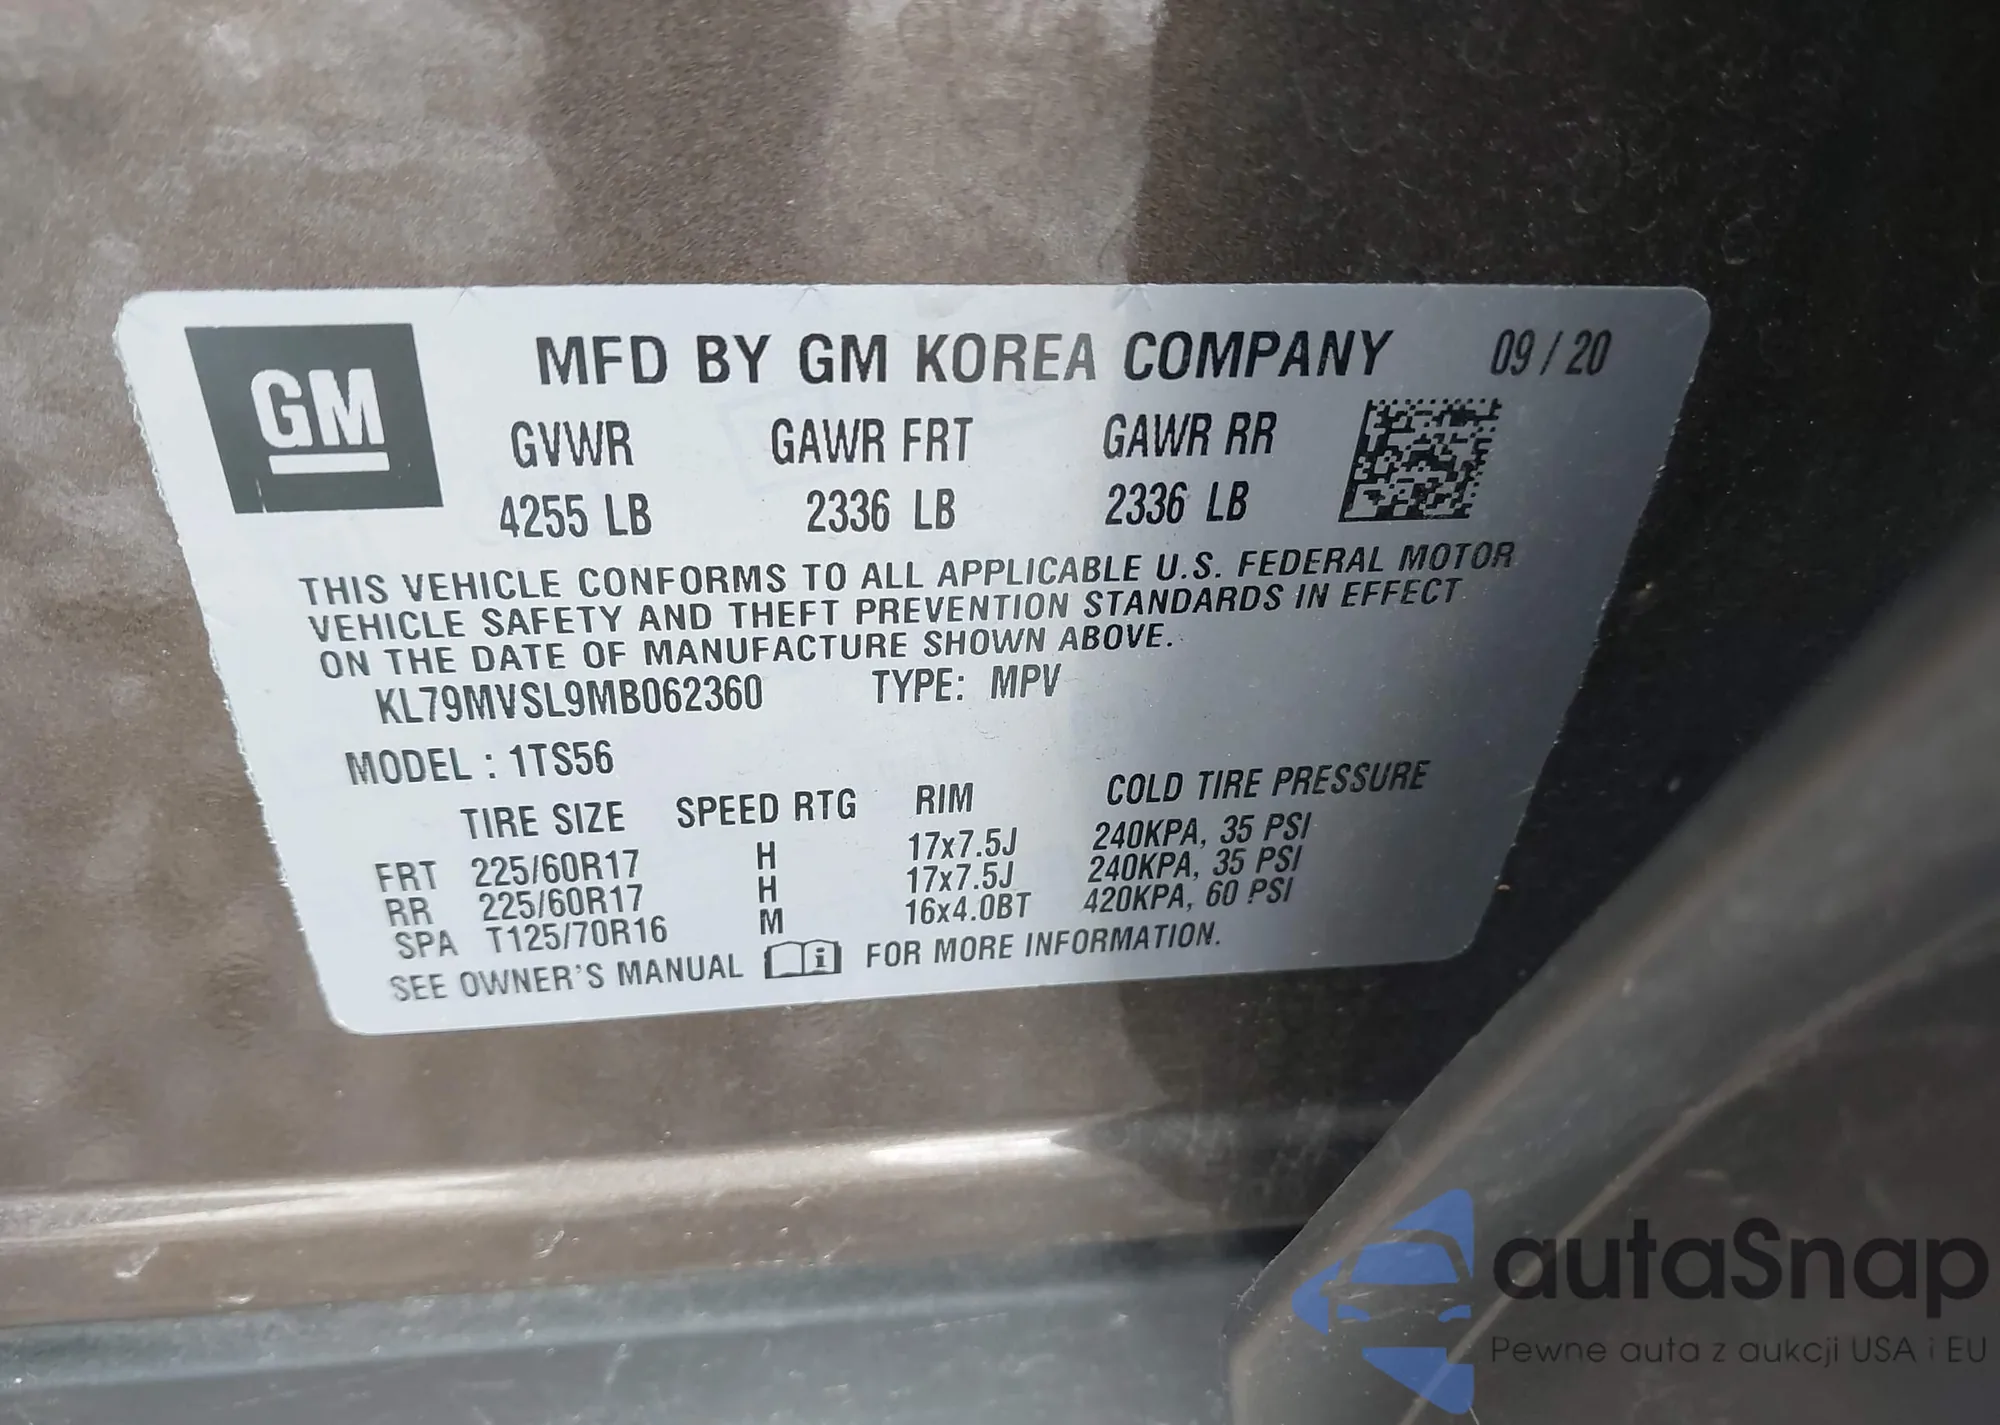 GM
MFD BY GM KOREA COMPANY 09 / 20
GVWR GAWR FRT GAWR RR
4255 LB 2336 LB 2336 LB
THIS VEHICLE CONFORMS TO ALL APPLICABLE U.S. FEDERAL MOTOR
VEHICLE SAFETY AND THEFT PREVENTION STANDARDS IN EFFECT
ON THE DATE OF MANUFACTURE SHOWN ABOVE.
KL79MVSL9MB062360 TYPE: MPV
MODEL : 1TS56
TIRE SIZE SPEED RTG RIM COLD TIRE PRESSURE
FRT 225/60R17 H 17x7.5J 240KPA, 35 PSI
RR 225/60R17 H 17x7.5J 240KPA, 35 PSI
SPA T125/70R16 M 16x4.0BT 420KPA, 60 PSI
SEE OWNER'S MANUAL i FOR MORE INFORMATION.
autaSnap
Pewne auta z aukcji USA i EU